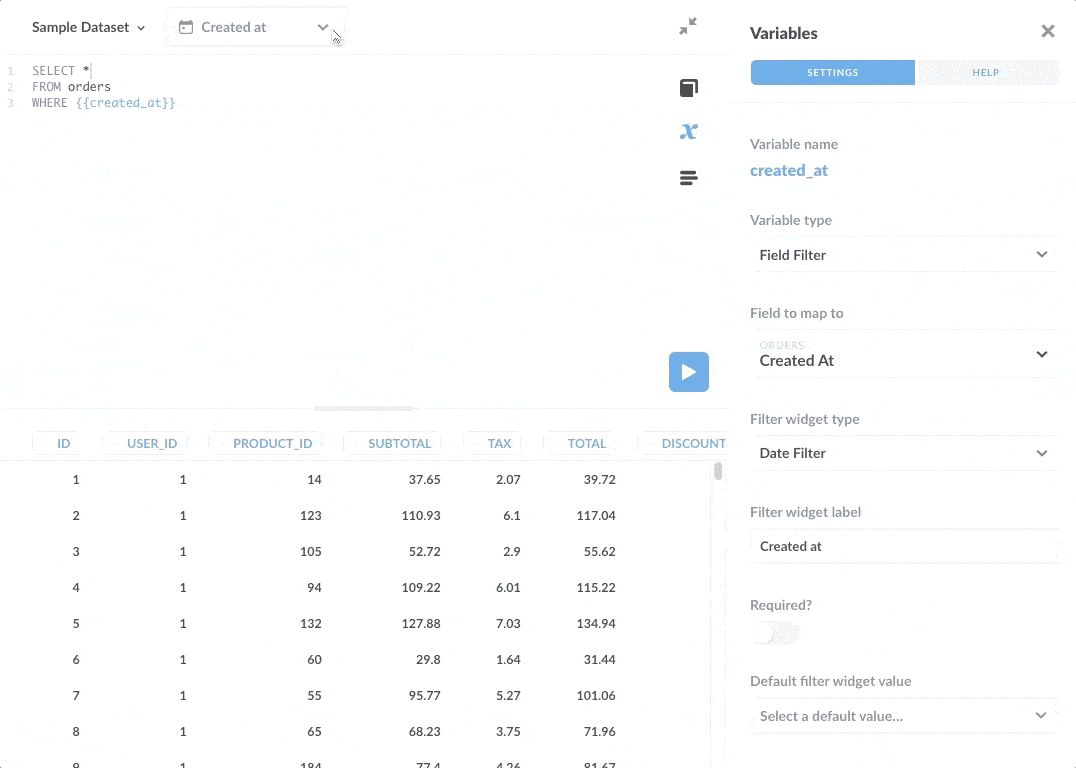 Sample Dataset
Created at
1 SELECT *
2 FROM orders
3 WHERE {{created_at}}
ID USER_ID PRODUCT_ID SUBTOTAL TAX TOTAL DISCOUNT
1 1 14 37.65 2.07 39.72
2 1 123 110.93 6.1 117.04
3 1 105 52.72 2.9 55.62
4 1 94 109.22 6.01 115.22
5 1 132 127.88 7.03 134.94
6 1 60 29.8 1.64 31.44
7 1 55 95.77 5.27 101.06
8 1 65 68.23 3.75 71.96
9 1 184 77.4 4.26 81.67
Variables
SETTINGS HELP
Variable name
created_at
Variable type
Field Filter
Field to map to
ORDERS
Created At
Filter widget type
Date Filter
Filter widget label
Created at
Required?
Default filter widget value
Select a default value...